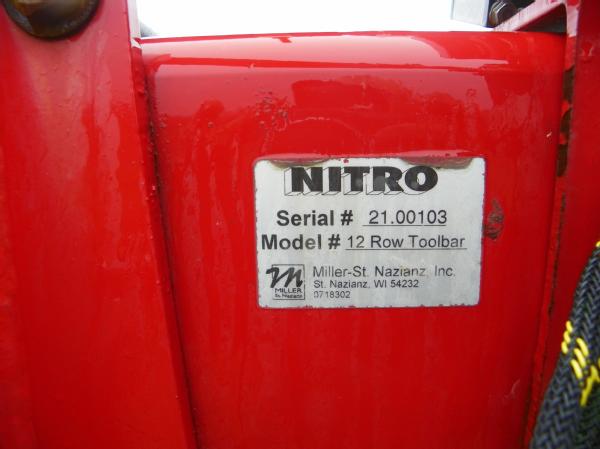 NITRO
Serial # 21.00103
Model # 12 Row Toolbar
Miller-St. Nazianz, Inc.
St. Nazianz, WI 54232
0718302
MILLER
St. Nazianz